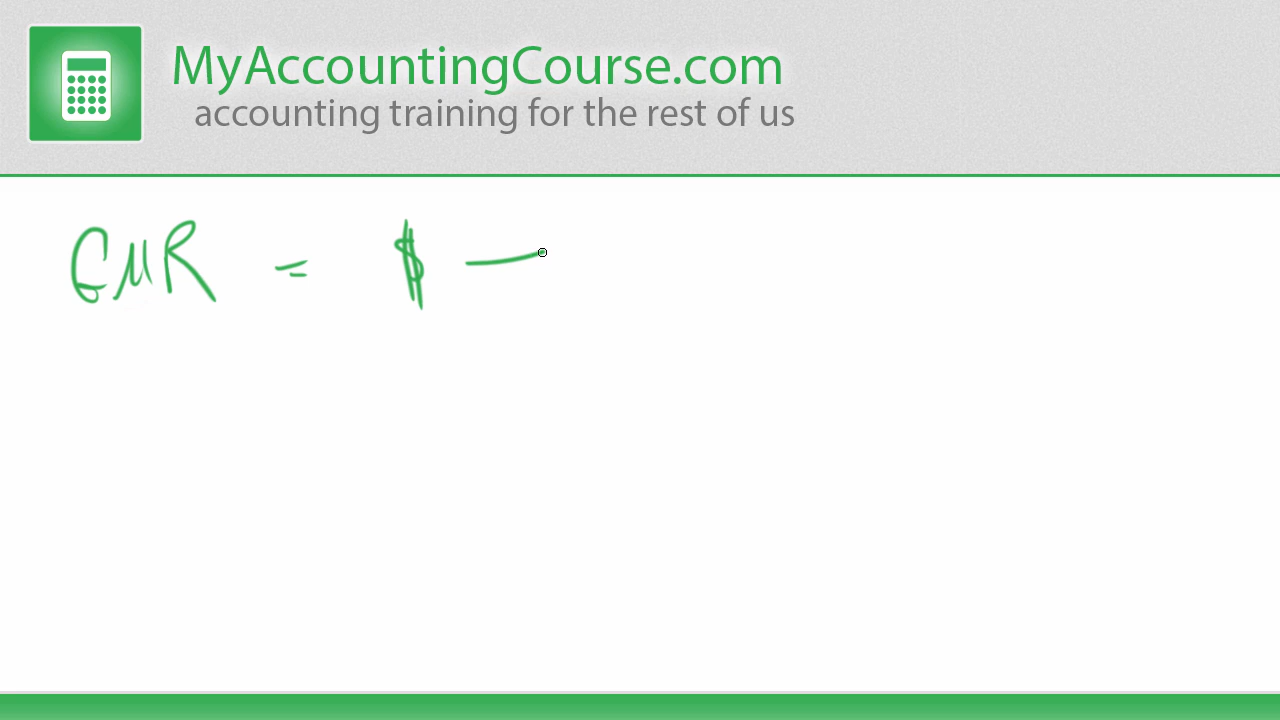 MyAccountingCourse.com
accounting training for the rest of us
GMR = $ —